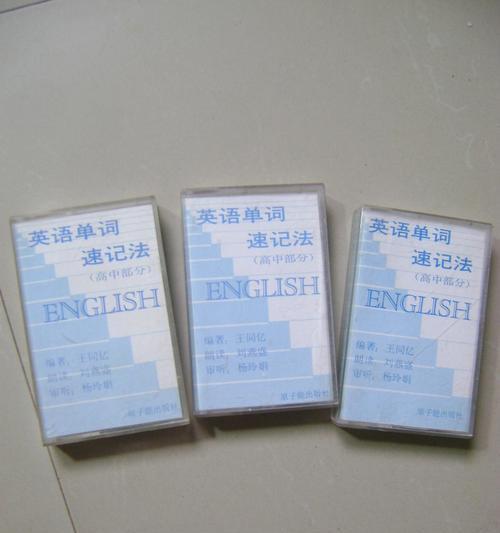 英语单词
速记法
(高中部分)
ENGLISH
编著：王同亿
朗读：刘燕盛
审听：杨玲娟
原子能出版社
英语单词
速记法
(高中部分)
ENGLISH
编著：王同亿
朗读：刘燕盛
审听：杨玲娟
原子能出版社
英语单词
速记法
(高中部分)
ENGLISH
编著：王同亿
朗读：刘燕盛
审听：杨玲娟
原子能出版社